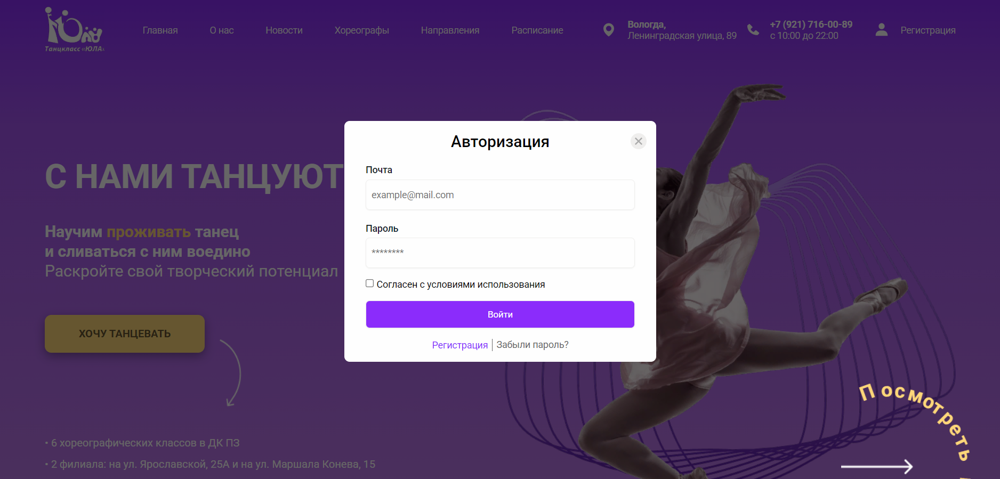 Танцкласс «ЮЛА»
Главная
О нас
Новости
Хореографы
Направления
Расписание
Вологда,
Ленинградская улица, 89
+7 (921) 716-00-89
с 10:00 до 22:00
Регистрация
С НАМИ ТАНЦУЮТ
Научим проживать танец
и сливаться с ним воедино
Раскройте свой творческий потенциал
ХОЧУ ТАНЦЕВАТЬ
• 6 хореографических классов в ДК ПЗ
• 2 филиала: на ул. Ярославской, 25А и на ул. Маршала Конева, 15
Авторизация
Почта
example@mail.com
Пароль
********
Согласен с условиями использования
Войти
Регистрация | Забыли пароль?
Посмотреть